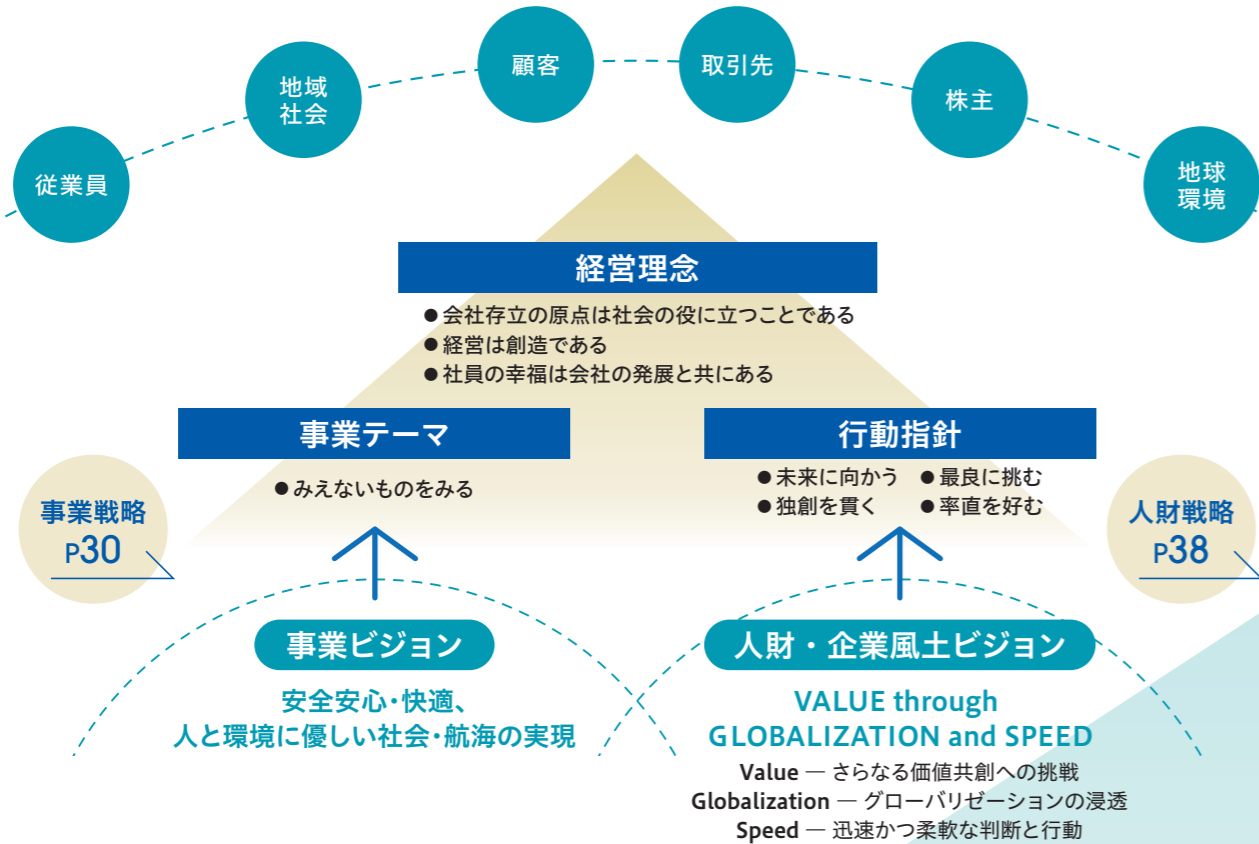 従業員
地域
社会
顧客
取引先
株主
地球
環境
経営理念
● 会社存立の原点は社会の役に立つことである
● 経営は創造である
● 社員の幸福は会社の発展と共にある
事業テーマ
● みえないものをみる
行動指針
● 未来に向かう ● 最良に挑む
● 独創を貫く ● 率直を好む
事業戦略
P30
人財戦略
P38
事業ビジョン
安全安心・快適、
人と環境に優しい社会・航海の実現
人財・企業風土ビジョン
VALUE through
GLOBALIZATION and SPEED
Value ― さらなる価値共創への挑戦
Globalization ― グローバリゼーションの浸透
Speed ― 迅速かつ柔軟な判断と行動